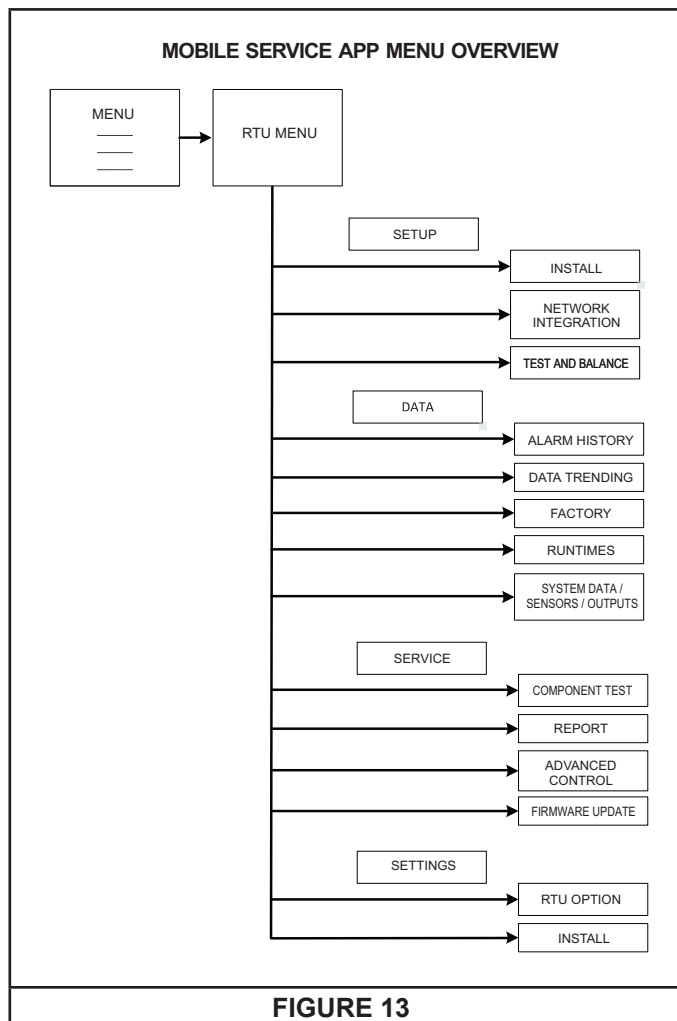 MOBILE SERVICE APP MENU OVERVIEW
MENU
RTU MENU
SETUP
INSTALL
NETWORK
INTEGRATION
TEST AND BALANCE
DATA
ALARM HISTORY
DATA TRENDING
FACTORY
RUNTIMES
SYSTEM DATA /
SENSORS / OUTPUTS
SERVICE
COMPONENT TEST
REPORT
ADVANCED
CONTROL
FIRMWARE UPDATE
SETTINGS
RTU OPTION
INSTALL
FIGURE 13